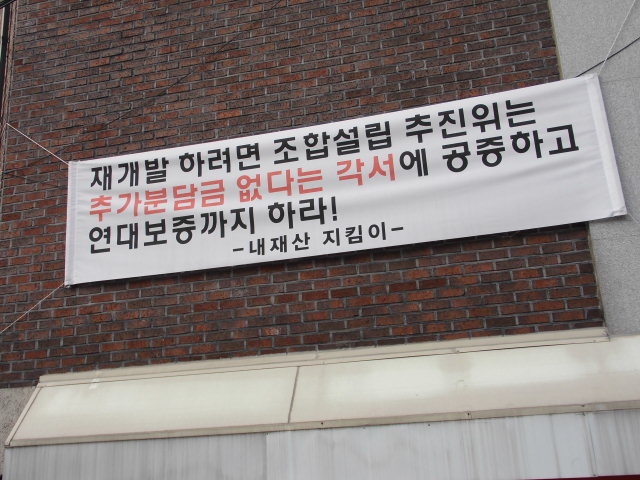 재개발 하려면 조합설립 추진위는
추가분담금 없다는 각서에 공증하고
연대보증까지 하라!
-내재산 지킴이-